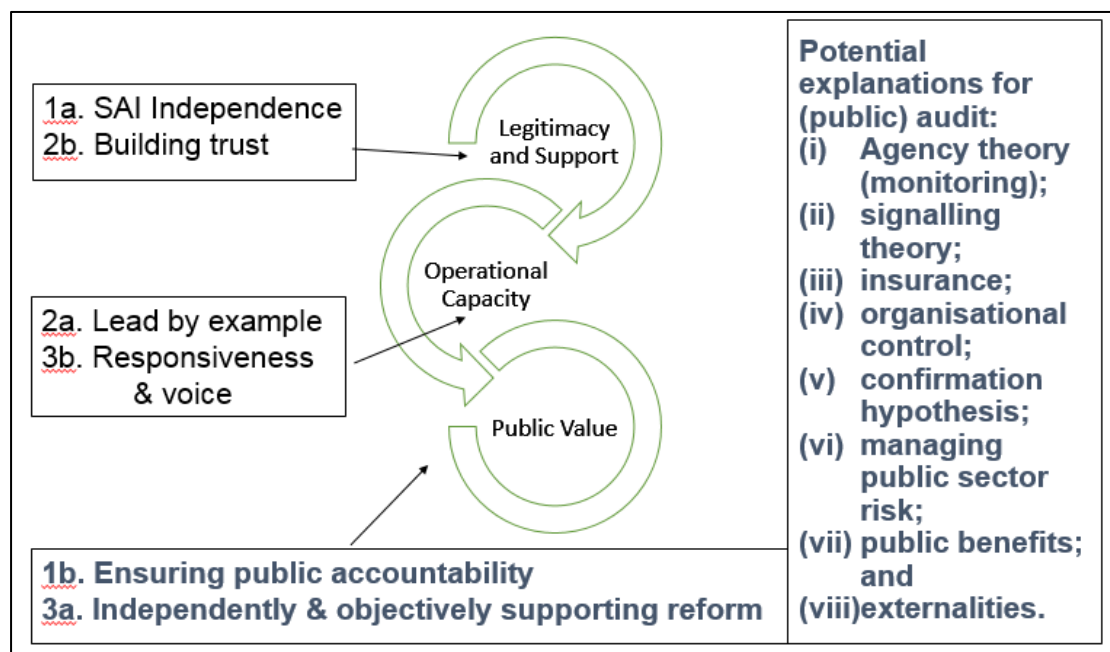 1a. SAI Independence
2b. Building trust
Legitimacy
and Support
Operational
Capacity
2a. Lead by example
3b. Responsiveness
& voice
Public Value
1b. Ensuring public accountability
3a. Independently & objectively supporting reform
Potential
explanations for
(public) audit:
(i) Agency theory
(monitoring);
(ii) signalling
theory;
(iii) insurance;
(iv) organisational
control;
(v) confirmation
hypothesis;
(vi) managing
public sector
risk;
(vii) public benefits;
and
(viii)externalities.